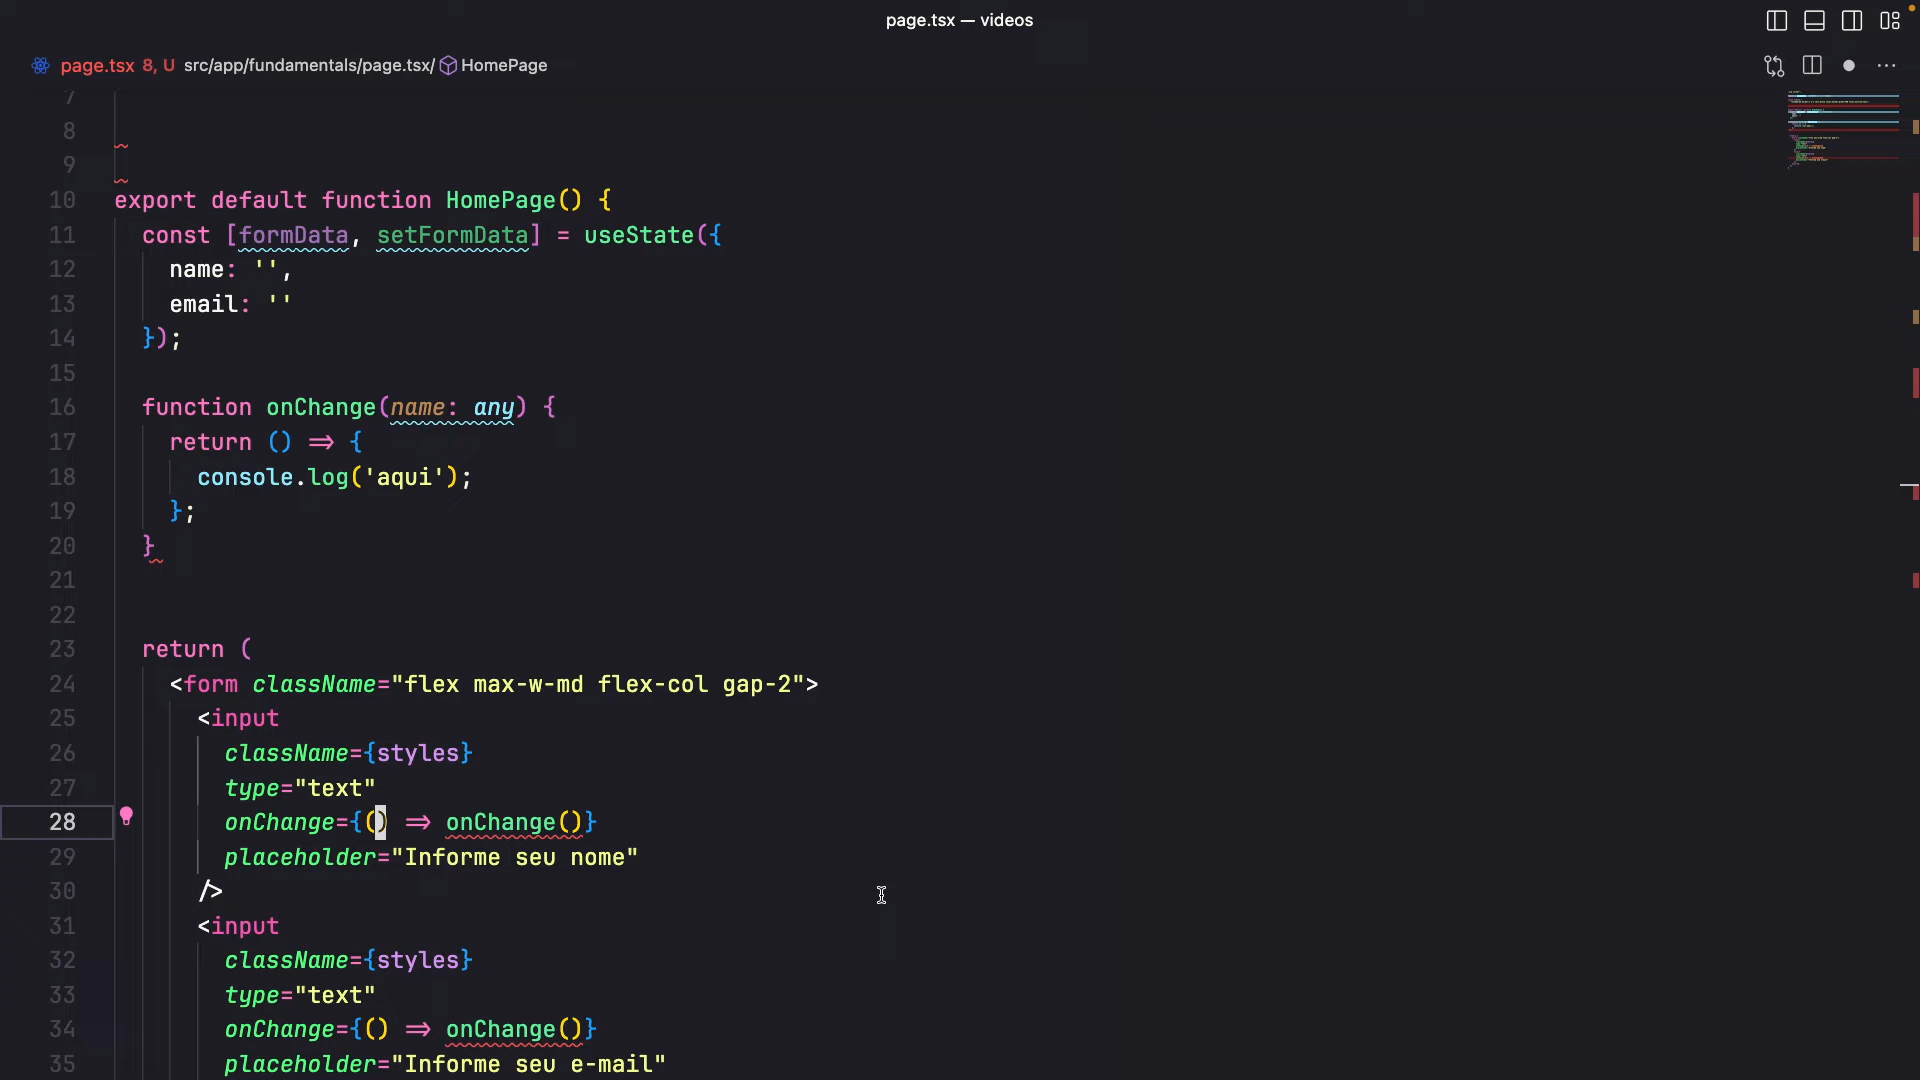 page.tsx — videos
page.tsx 8, U src/app/fundamentals/page.tsx/ HomePage
7
8
9
10 export default function HomePage() {
11 const [formData, setFormData] = useState({
12 name: '',
13 email: ''
14 });
15
16 function onChange(name: any) {
17 return () => {
18 console.log('aqui');
19 };
20 }
21
22
23 return (
24 <form className="flex max-w-md flex-col gap-2">
25 <input
26 className={styles}
27 type="text"
28 onChange={() => onChange()}
29 placeholder="Informe seu nome"
30 />
31 <input
32 className={styles}
33 type="text"
34 onChange={() => onChange()}
35 placeholder="Informe seu e-mail"